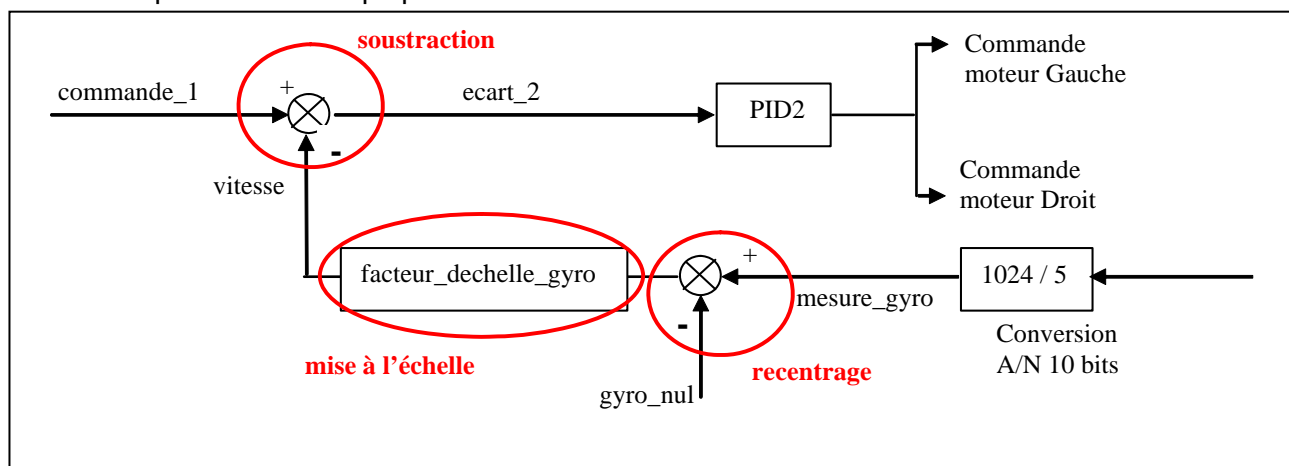 soustraction
Commande
moteur Gauche
commande_1
+
ecart_2
PID2
-
vitesse
Commande
moteur Droit
facteur_dechelle_gyro
+
mesure_gyro
1024 / 5
-
mise à l’échelle
recentrage
Conversion
A/N 10 bits
gyro_nul